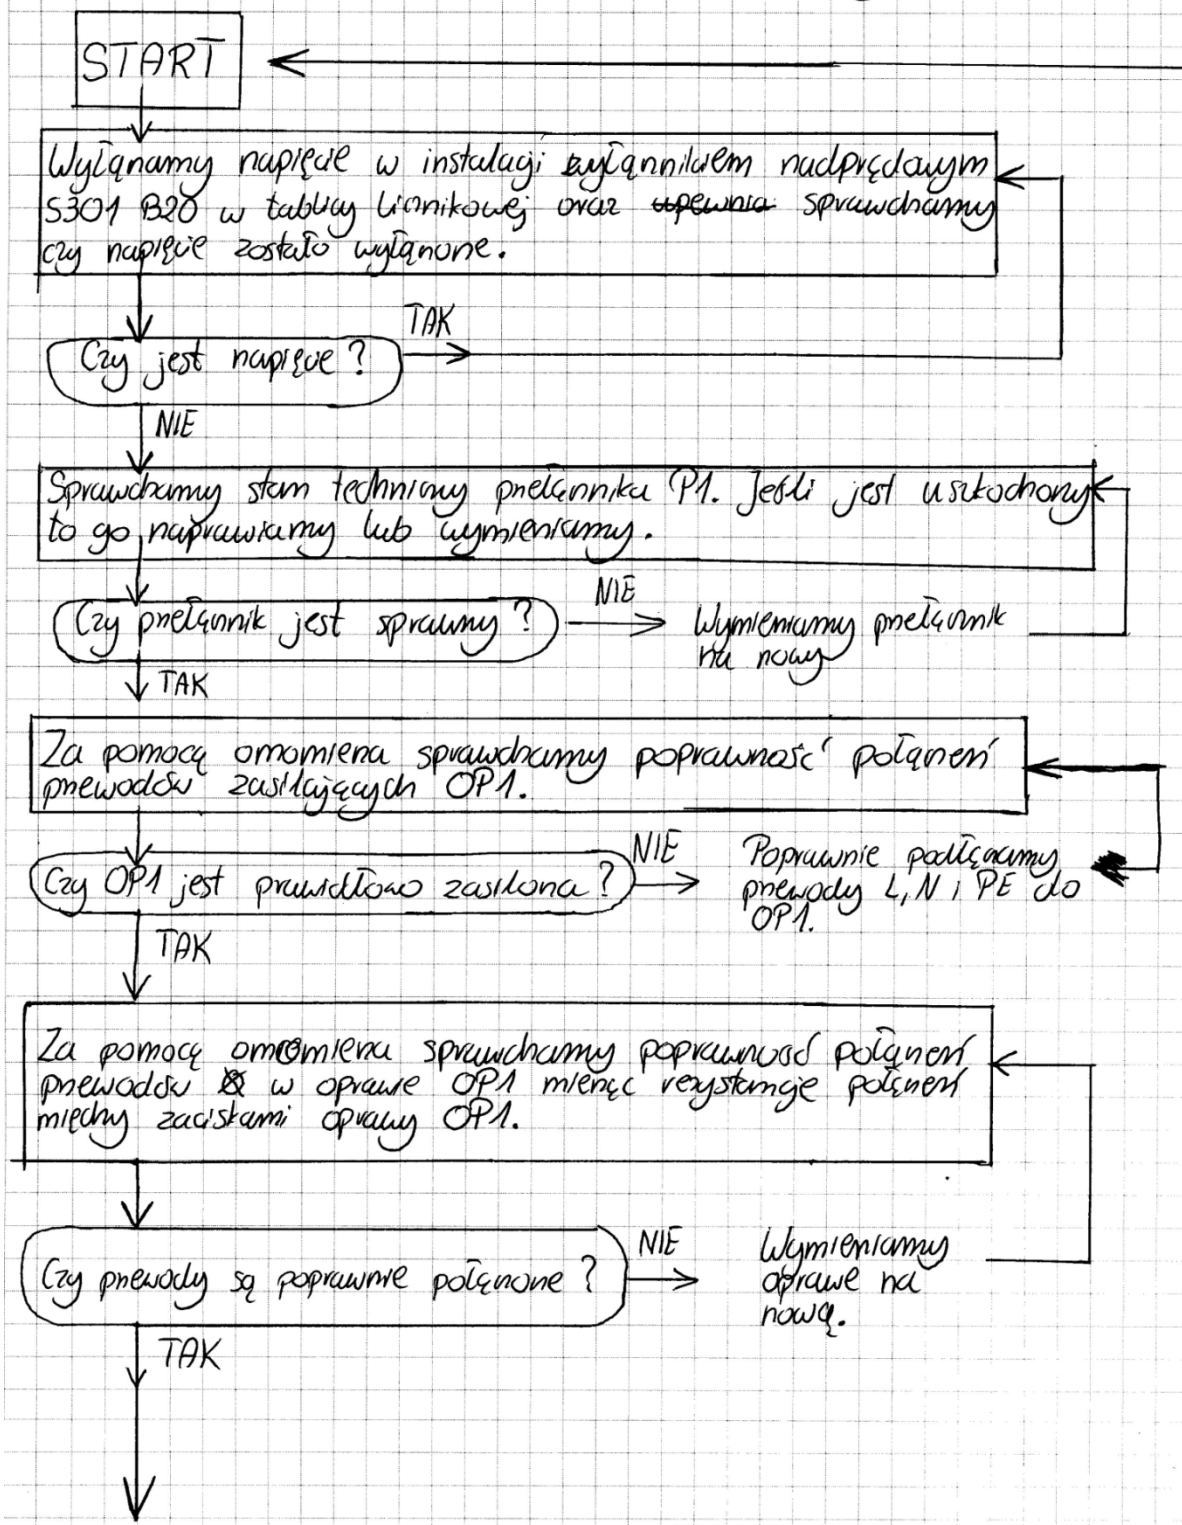 START
Wyłączamy napięcie w instalacji wyłącznikiem nadprądowym
S301 B20 w tablicy licznikowej oraz upewnia sprawdzamy
czy napięcie zostało wyłączone.
Czy jest napięcie?
TAK
NIE
Sprawdzamy stan techniczny przełącznika P1. Jeśli jest uszkodzony
to go naprawiamy lub wymieniamy.
Czy przełącznik jest sprawny?
NIE
Wymieniamy przełącznik
na nowy
TAK
Za pomocą omomierza sprawdzamy poprawność połączeń
przewodów zasilających OP1.
Czy OP1 jest prawidłowo zasilona?
NIE
Poprawnie podłączamy
przewody L, N i PE do
OP1.
TAK
Za pomocą omomierza sprawdzamy poprawność połączeń
przewodów w oprawie OP1 mierząc rezystancje połączeń
między zaciskami oprawy OP1.
Czy przewody są poprawnie połączone?
NIE
Wymieniamy
oprawe na
nową.
TAK